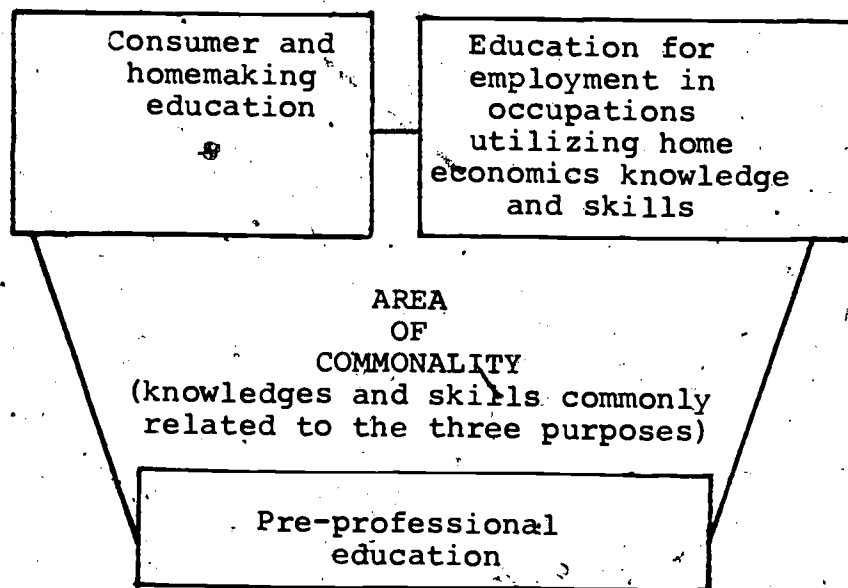 Consumer and
homemaking
education
Education for
employment in
occupations
utilizing home
economics knowledge
and skills
AREA
OF
COMMONALITY
(knowledges and skills commonly
related to the three purposes)
Pre-professional
education